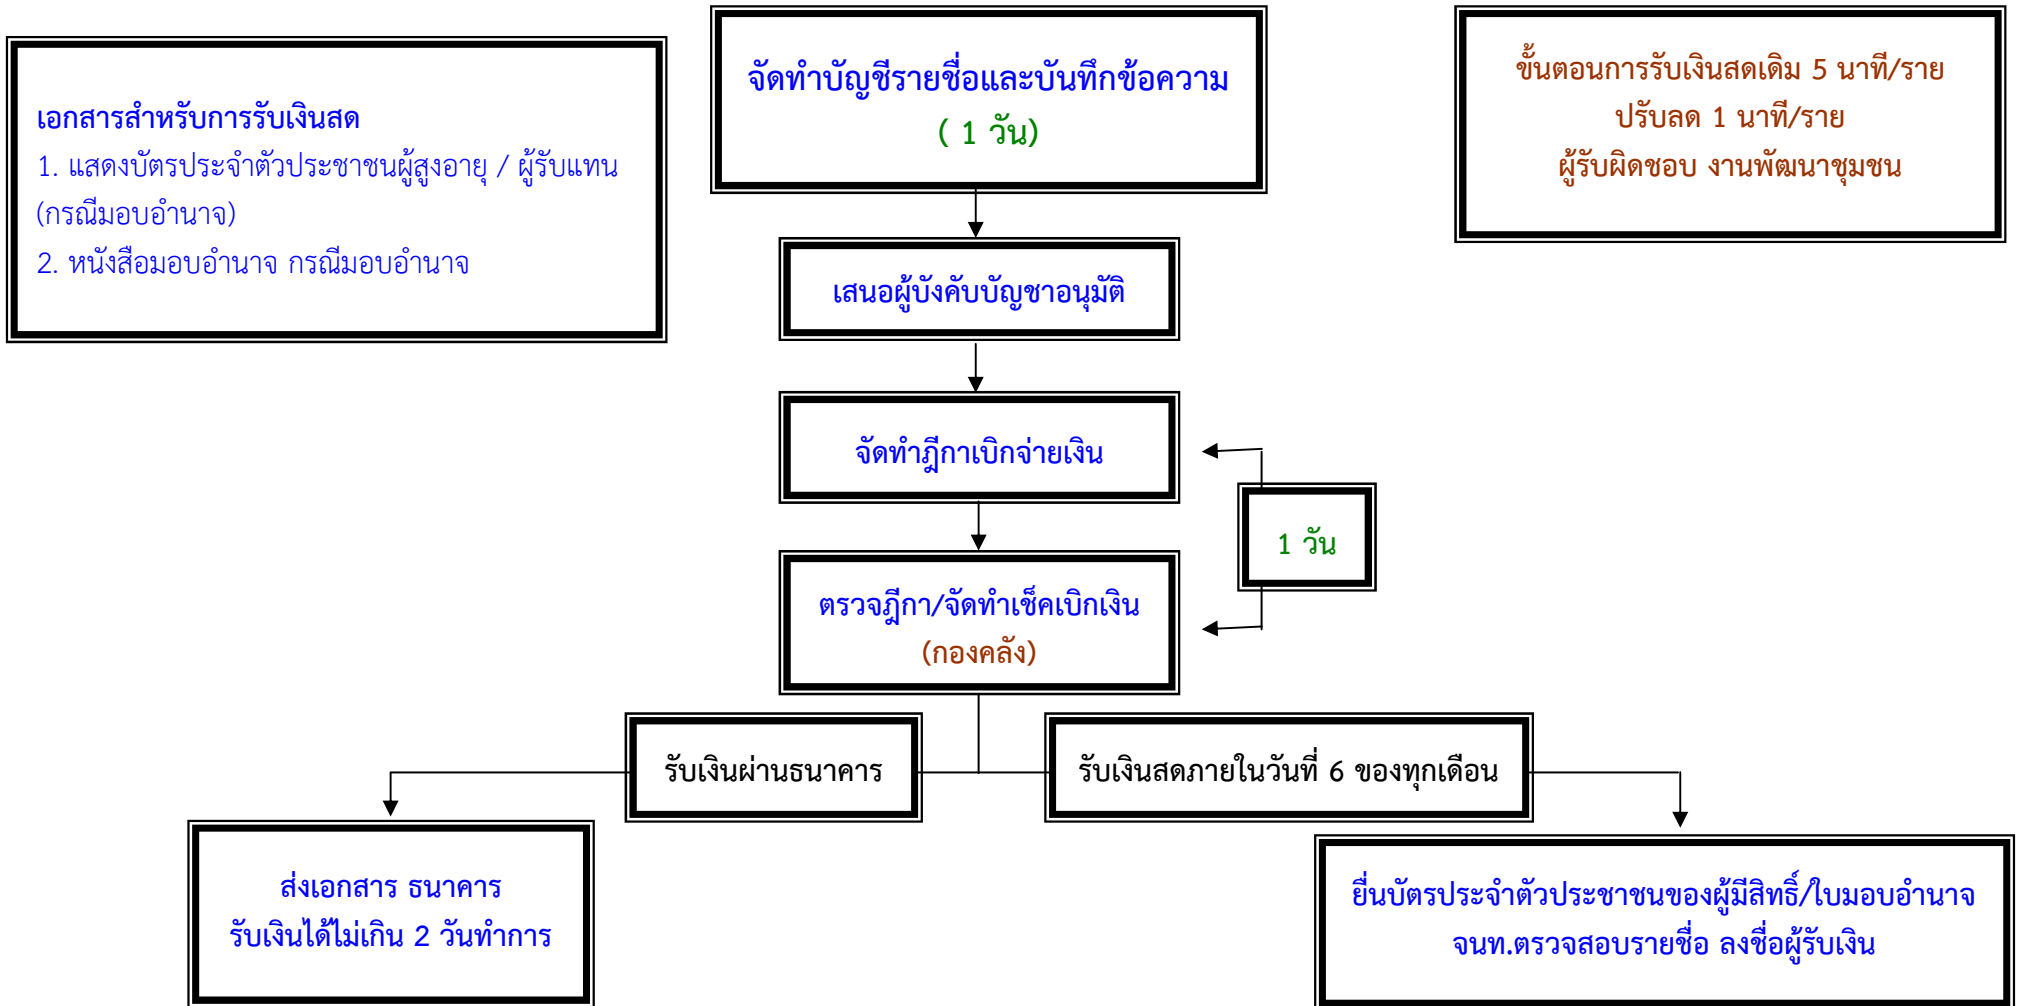 เอกสารสำหรับการรับเงินสด
1. แสดงบัตรประจำตัวประชาชนผู้สูงอายุ / ผู้รับแทน
(กรณีมอบอำนาจ)
2. หนังสือมอบอำนาจ กรณีมอบอำนาจ
จัดทำบัญชีรายชื่อและบันทึกข้อความ
( 1 วัน)
ขั้นตอนการรับเงินสดเดิม 5 นาที/ราย
ปรับลด 1 นาที/ราย
ผู้รับผิดชอบ งานพัฒนาชุมชน
เสนอผู้บังคับบัญชาอนุมัติ
จัดทำฎีกาเบิกจ่ายเงิน
1 วัน
ตรวจฎีกา/จัดทำเช็คเบิกเงิน
(กองคลัง)
รับเงินผ่านธนาคาร
รับเงินสดภายในวันที่ 6 ของทุกเดือน
ส่งเอกสาร ธนาคาร
รับเงินได้ไม่เกิน 2 วันทำการ
ยื่นบัตรประจำตัวประชาชนของผู้มีสิทธิ์/ใบมอบอำนาจ
จนท.ตรวจสอบรายชื่อ ลงชื่อผู้รับเงิน